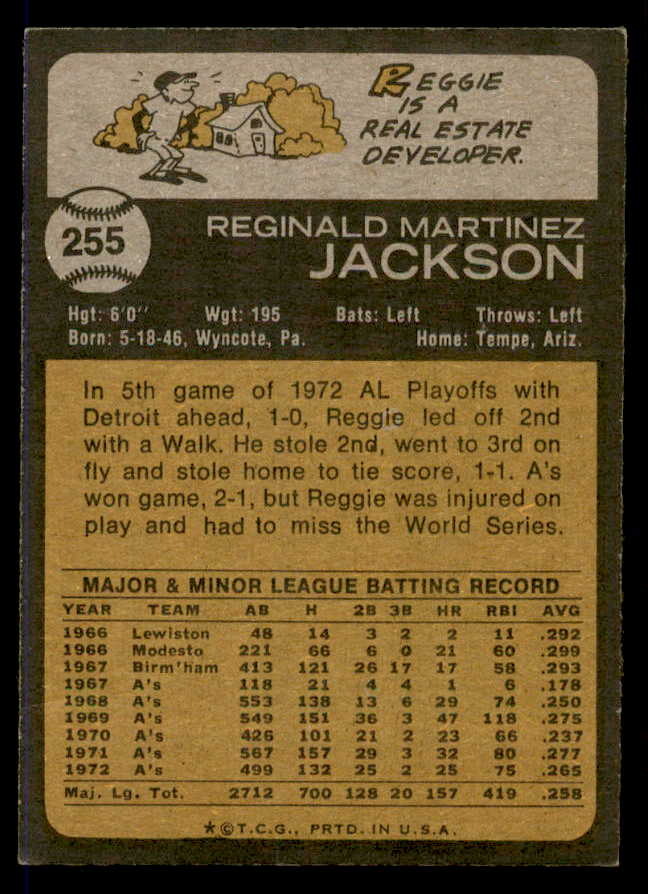 REGGIE
IS A
REAL ESTATE
DEVELOPER.
255
REGINALD MARTINEZ
JACKSON
Hgt: 6'0" Wgt: 195 Bats: Left Throws: Left
Born: 5-18-46, Wyncote, Pa. Home: Tempe, Ariz.
In 5th game of 1972 AL Playoffs with
Detroit ahead, 1-0, Reggie led off 2nd
with a Walk. He stole 2nd, went to 3rd on
fly and stole home to tie score, 1-1. A's
won game, 2-1, but Reggie was injured on
play and had to miss the World Series.
MAJOR & MINOR LEAGUE BATTING RECORD
YEAR TEAM AB H 2B 3B HR RBI AVG
1966 Lewiston 48 14 3 2 2 11 .292
1966 Modesto 221 66 6 0 21 60 .299
1967 Birm'ham 413 121 26 17 17 58 .293
1967 A's 118 21 4 4 1 6 .178
1968 A's 553 138 13 6 29 74 .250
1969 A's 549 151 36 3 47 118 .275
1970 A's 426 101 21 2 23 66 .237
1971 A's 567 157 29 3 32 80 .277
1972 A's 499 132 25 2 25 75 .265
Maj. Lg. Tot. 2712 700 128 20 157 419 .258
*©T.C.G., PRTD. IN U.S.A.